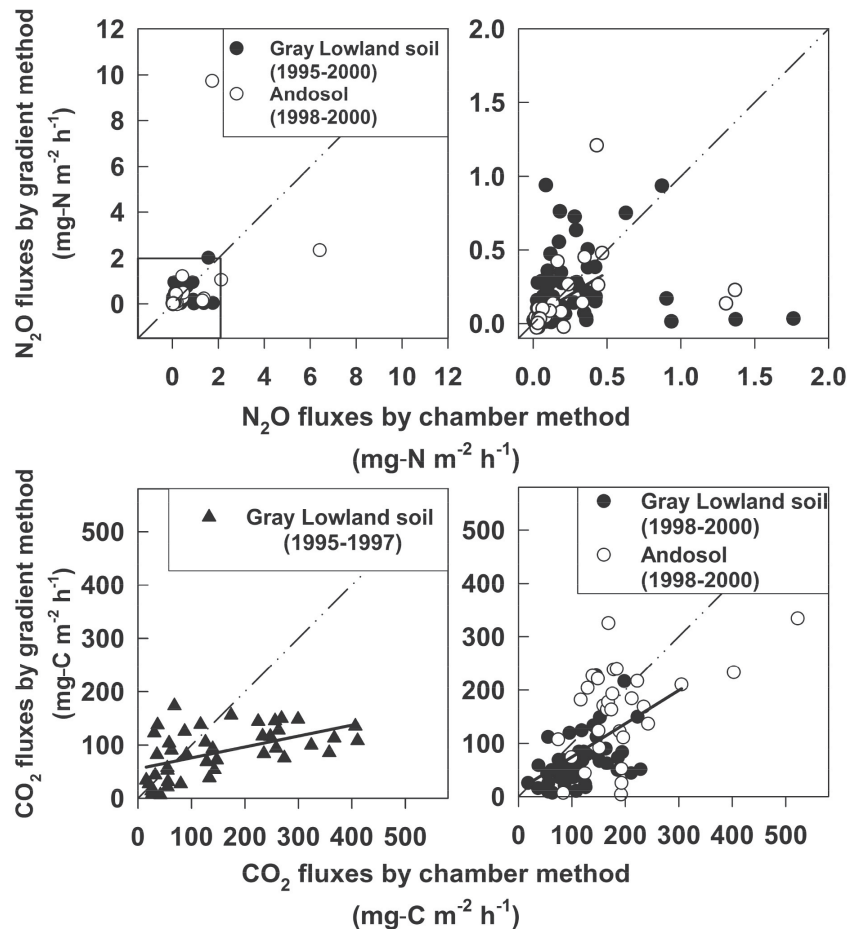 N₂O fluxes by gradient method
(mg-N m⁻² h⁻¹)
12
10
8
6
4
2
0
Gray Lowland soil
(1995-2000)
Andosol
(1998-2000)
0 2 4 6 8 10 12
2.0
1.5
1.0
0.5
0.0
0.0 0.5 1.0 1.5 2.0
N₂O fluxes by chamber method
(mg-N m⁻² h⁻¹)
CO₂ fluxes by gradient method
(mg-C m⁻² h⁻¹)
500
400
300
200
100
0
Gray Lowland soil
(1995-1997)
0 100 200 300 400 500
500
400
300
200
100
0
Gray Lowland soil
(1998-2000)
Andosol
(1998-2000)
0 100 200 300 400 500
CO₂ fluxes by chamber method
(mg-C m⁻² h⁻¹)